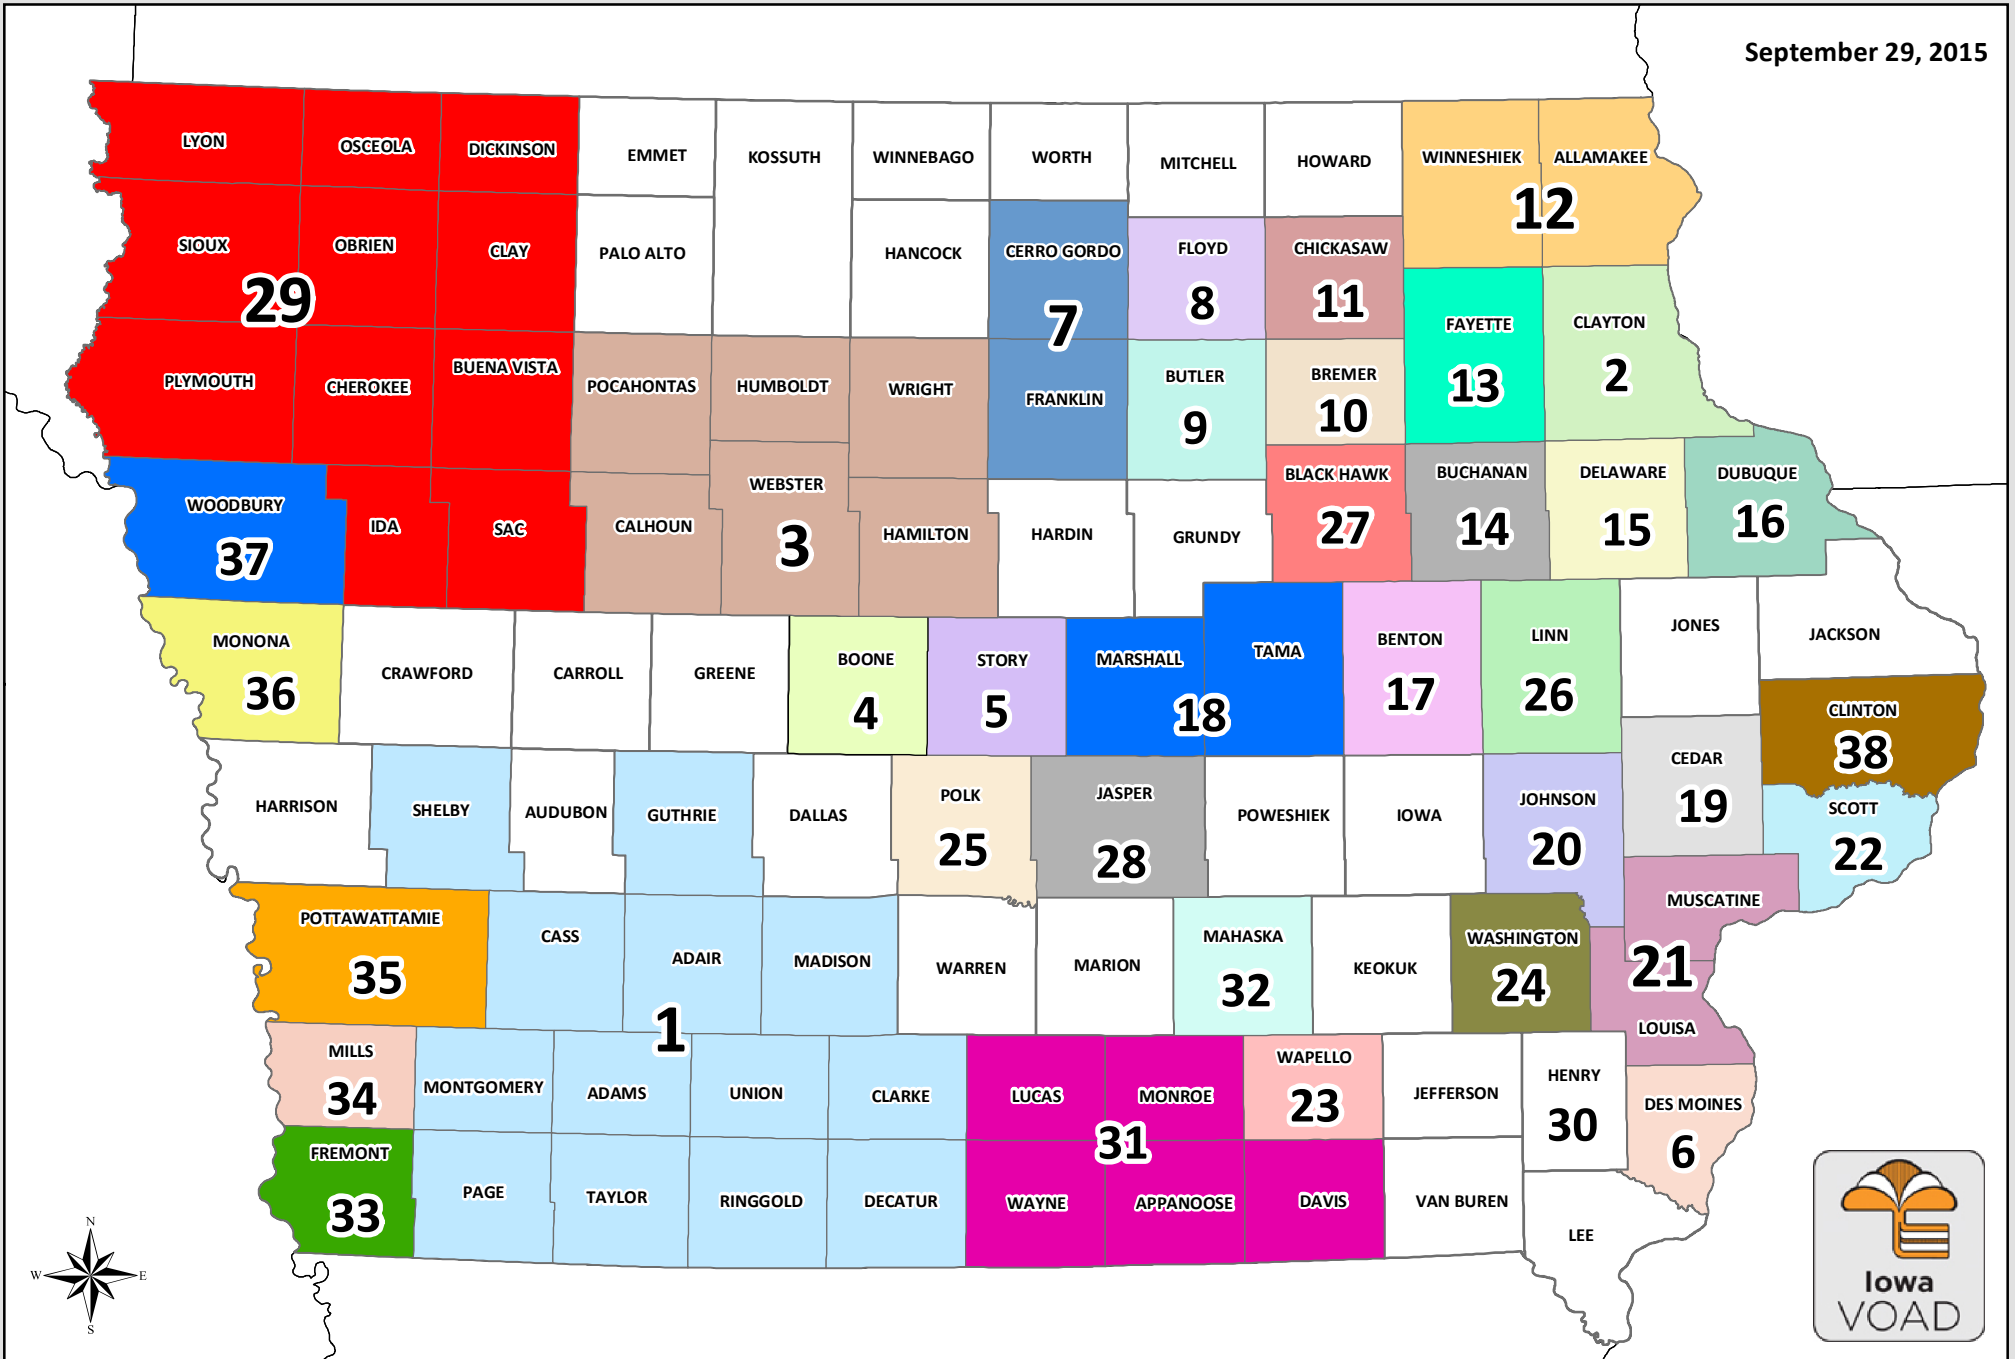 September 29, 2015
LYON
OSCEOLA
DICKINSON
EMMET
KOSSUTH
WINNEBAGO
WORTH
MITCHELL
HOWARD
WINNESHIEK
ALLAMAKEE
12
SIOUX
OBRIEN
CLAY
PALO ALTO
HANCOCK
CERRO GORDO
FLOYD
CHICKASAW
29
7
8
11
FAYETTE
CLAYTON
13
2
PLYMOUTH
CHEROKEE
BUENA VISTA
POCAHONTAS
HUMBOLDT
WRIGHT
FRANKLIN
BUTLER
BREMER
9
10
WOODBURY
IDA
SAC
CALHOUN
WEBSTER
HAMILTON
HARDIN
GRUNDY
BLACK HAWK
BUCHANAN
DELAWARE
DUBUQUE
37
3
27
14
15
16
MONONA
CRAWFORD
CARROLL
GREENE
BOONE
STORY
MARSHALL
TAMA
BENTON
LINN
JONES
JACKSON
36
4
5
18
17
26
CLINTON
38
HARRISON
SHELBY
AUDUBON
GUTHRIE
DALLAS
POLK
JASPER
POWESHIEK
IOWA
JOHNSON
CEDAR
SCOTT
25
28
20
19
22
POTTAWATTAMIE
CASS
ADAIR
MADISON
WARREN
MARION
MAHASKA
KEOKUK
WASHINGTON
MUSCATINE
35
1
32
24
21
LOUISA
MILLS
MONTGOMERY
ADAMS
UNION
CLARKE
LUCAS
MONROE
WAPELLO
JEFFERSON
HENRY
DES MOINES
34
31
23
30
6
FREMONT
PAGE
TAYLOR
RINGGOLD
DECATUR
WAYNE
APPANOOSE
DAVIS
VAN BUREN
LEE
33
N
W
E
S
Iowa
VOAD